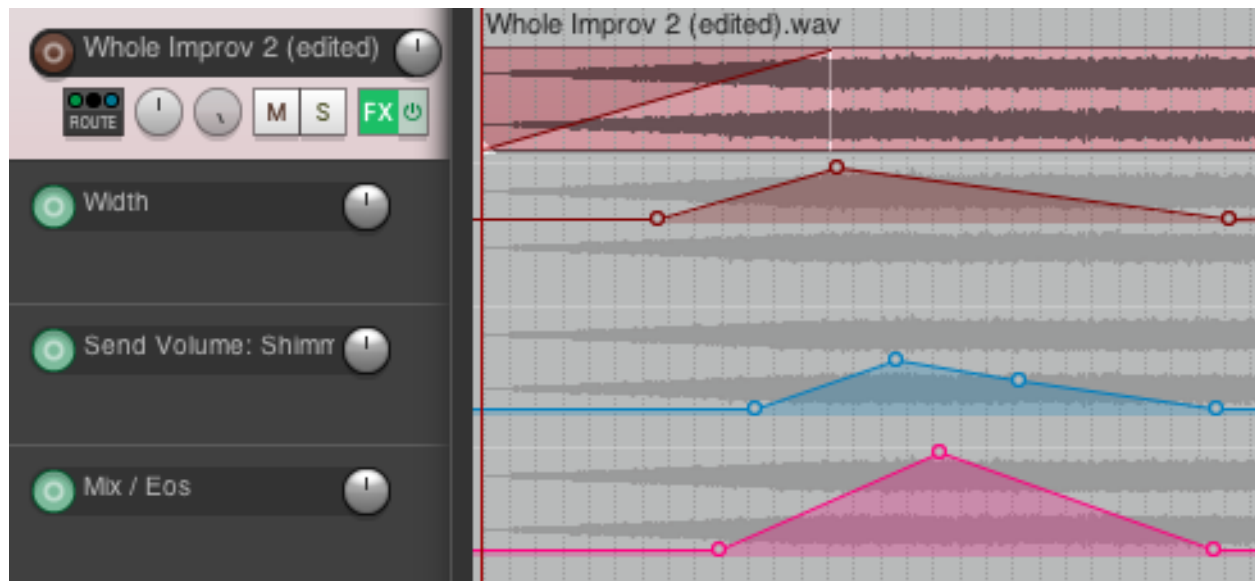 Whole Improv 2 (edited).wav
Whole Improv 2 (edited)
ROUTE
M
S
FX
Width
Send Volume: Shimm
Mix / Eos